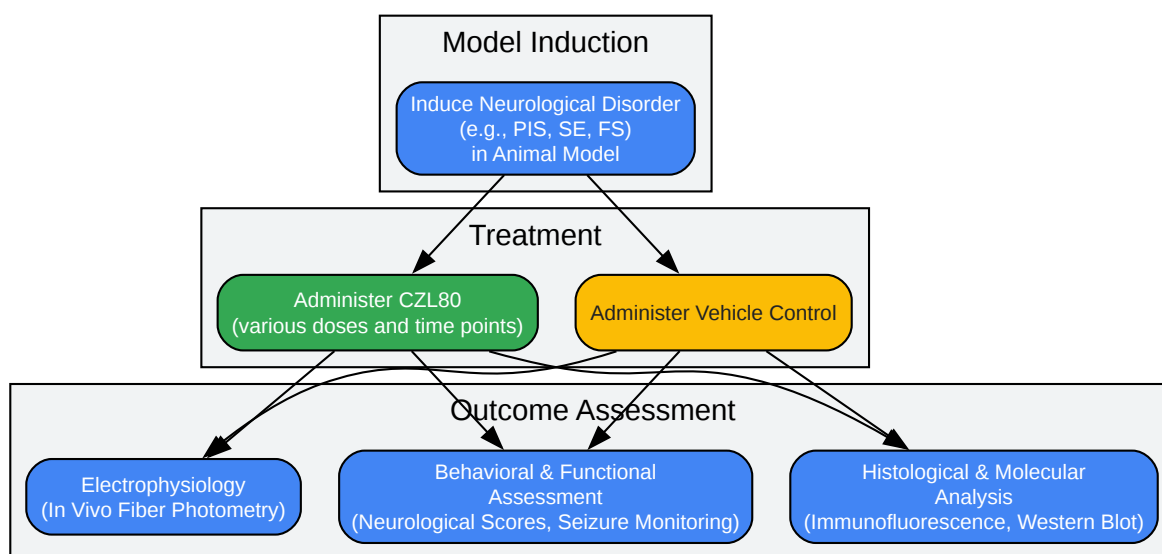 Model Induction
Induce Neurological Disorder
(e.g., PIS, SE, FS)
in Animal Model
Treatment
Administer CZL80
(various doses and time points)
Administer Vehicle Control
Outcome Assessment
Electrophysiology
(In Vivo Fiber Photometry)
Behavioral & Functional
Assessment
(Neurological Scores, Seizure Monitoring)
Histological & Molecular
Analysis
(Immunofluorescence, Western Blot)